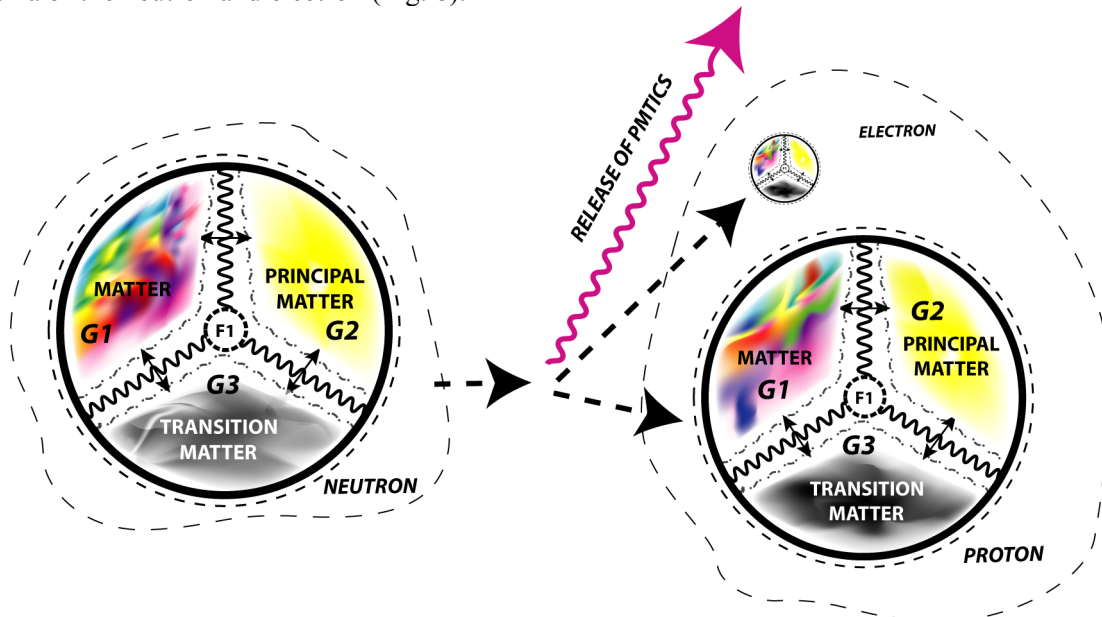 RELEASE OF PMTICS
ELECTRON
MATTER
G1
PRINCIPAL
MATTER
G2
F1
G3
TRANSITION
MATTER
NEUTRON
MATTER
G1
G2
PRINCIPAL
MATTER
F1
G3
TRANSITION
MATTER
PROTON